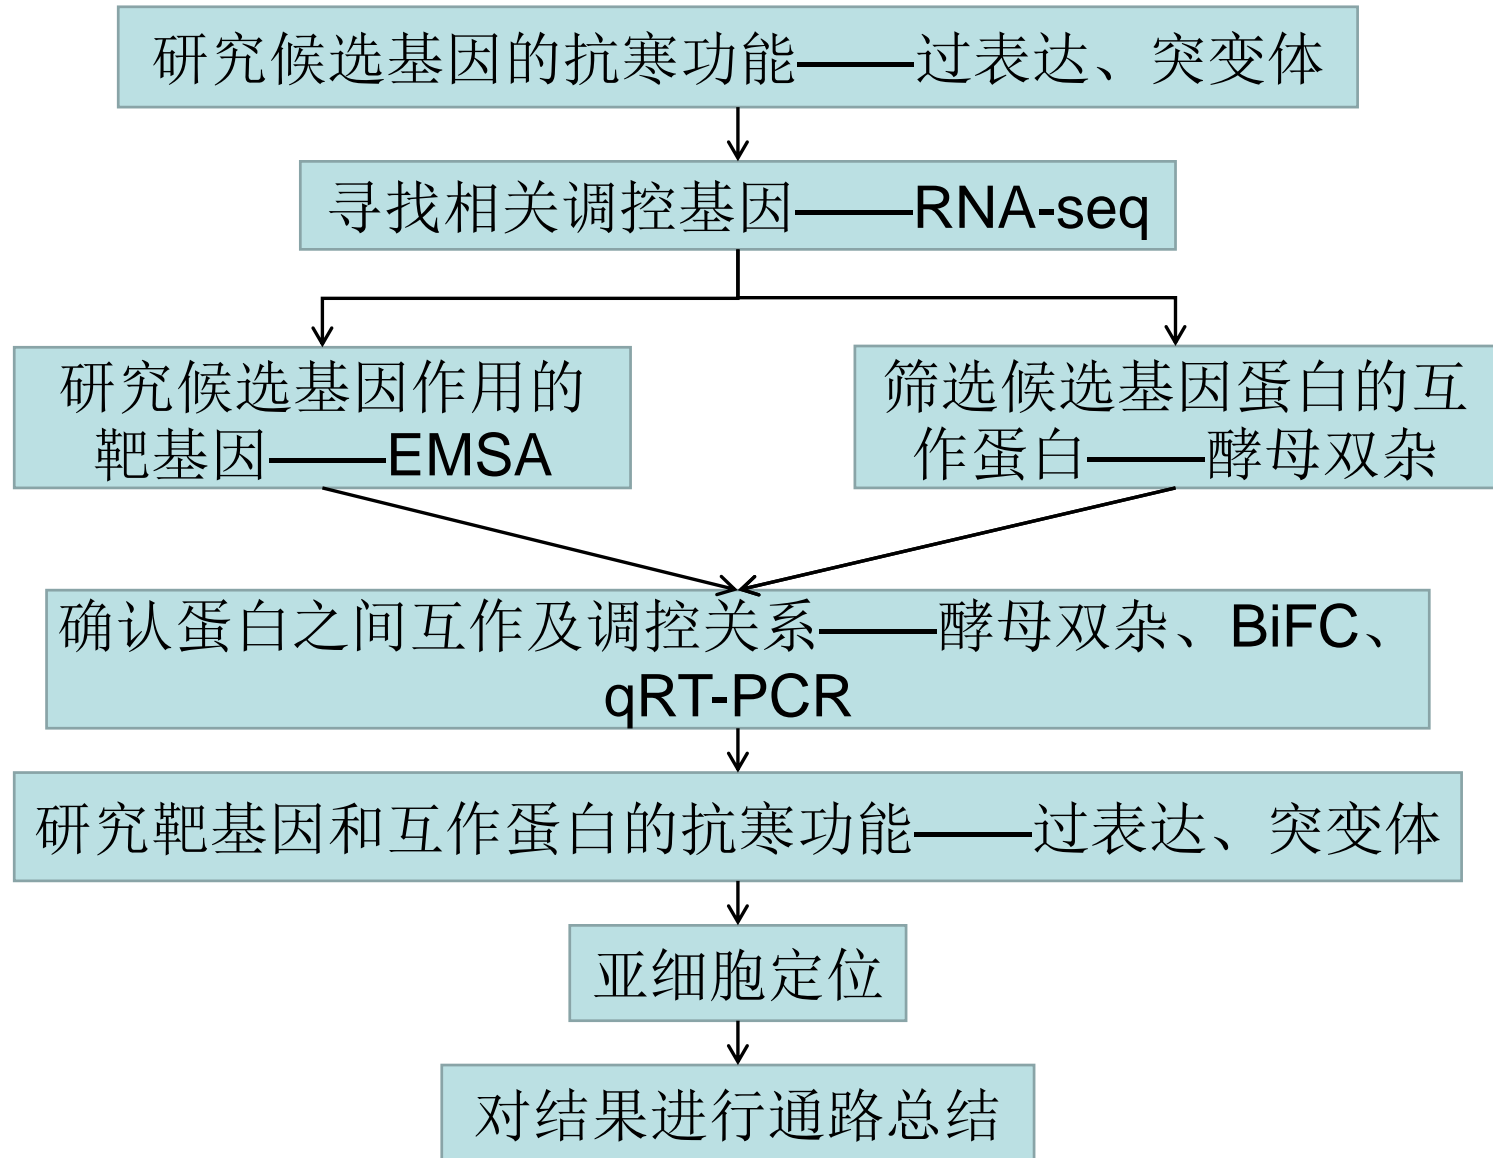 研究候选基因的抗寒功能——过表达、突变体
寻找相关调控基因——RNA-seq
研究候选基因作用的
靶基因——EMSA
筛选候选基因蛋白的互
作蛋白——酵母双杂
确认蛋白之间互作及调控关系——酵母双杂、BiFC、
qRT-PCR
研究靶基因和互作蛋白的抗寒功能——过表达、突变体
亚细胞定位
对结果进行通路总结